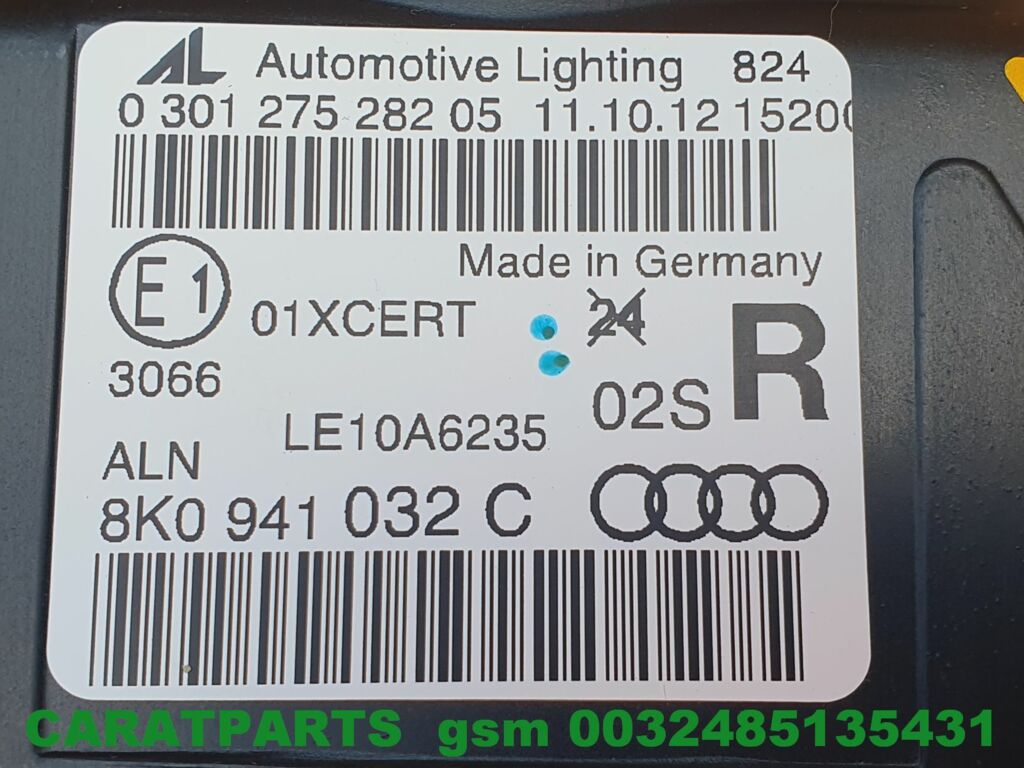 AL Automotive Lighting 824
0 301 275 282 05 11.10.12 1520
Made in Germany
E1 01XCERT 24
3066 R
02S
LE10A6235
ALN
8K0 941 032 C
CARATPARTS gsm 0032485135431